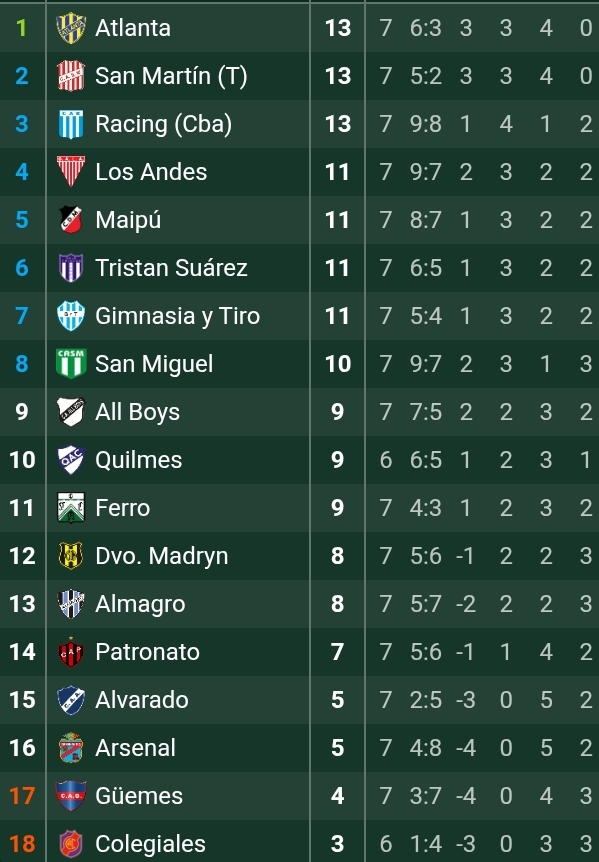 1 Atlanta 13 7 6:3 3 3 4 0
2 San Martín (T) 13 7 5:2 3 3 4 0
3 Racing (Cba) 13 7 9:8 1 4 1 2
4 Los Andes 11 7 9:7 2 3 2 2
5 Maipú 11 7 8:7 1 3 2 2
6 Tristan Suárez 11 7 6:5 1 3 2 2
7 Gimnasia y Tiro 11 7 5:4 1 3 2 2
8 CASM San Miguel 10 7 9:7 2 3 1 3
9 All Boys 9 7 7:5 2 2 3 2
10 QAC Quilmes 9 6 6:5 1 2 3 1
11 Ferro 9 7 4:3 1 2 3 2
12 Dvo. Madryn 8 7 5:6 -1 2 2 3
13 Almagro 8 7 5:7 -2 2 2 3
14 Patronato 7 7 5:6 -1 1 4 2
15 Alvarado 5 7 2:5 -3 0 5 2
16 Arsenal 5 7 4:8 -4 0 5 2
17 C.A.G. Güemes 4 7 3:7 -4 0 4 3
18 Colegiales 3 6 1:4 -3 0 3 3